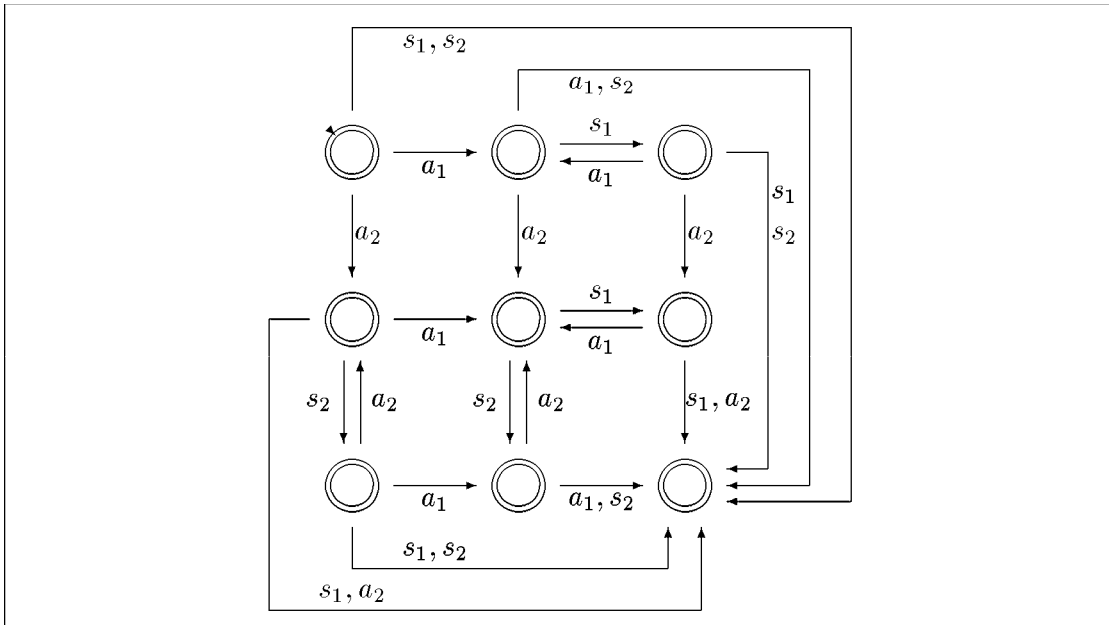 s₁, s₂
a₁, s₂
s₁
a₁
a₁
s₁
s₂
a₂
a₂
a₂
s₁
a₁
a₁
s₂
a₂
s₂
a₂
s₁, a₂
a₁
a₁, s₂
s₁, s₂
s₁, a₂